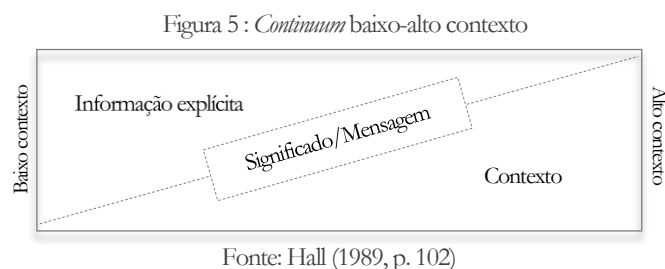 Figura 5 : Continuum baixo-alto contexto
Baixo contexto
Informação explícita
Significado/Mensagem
Contexto
Alto contexto
Fonte: Hall (1989, p. 102)